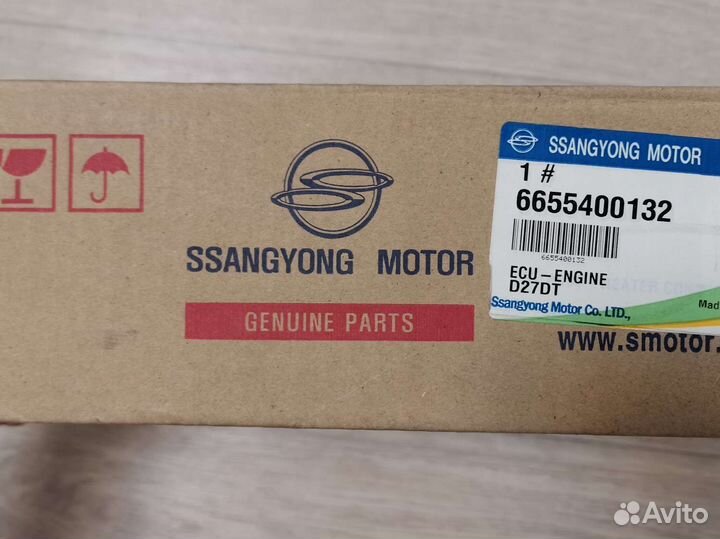 SSANGYONG MOTOR
GENUINE PARTS
SSANGYONG MOTOR
1 #
6655400132
6655400132
ECU-ENGINE
D27DT
Ssangyong Motor Co. LTD.,
Mad
www.smotor.
Avito